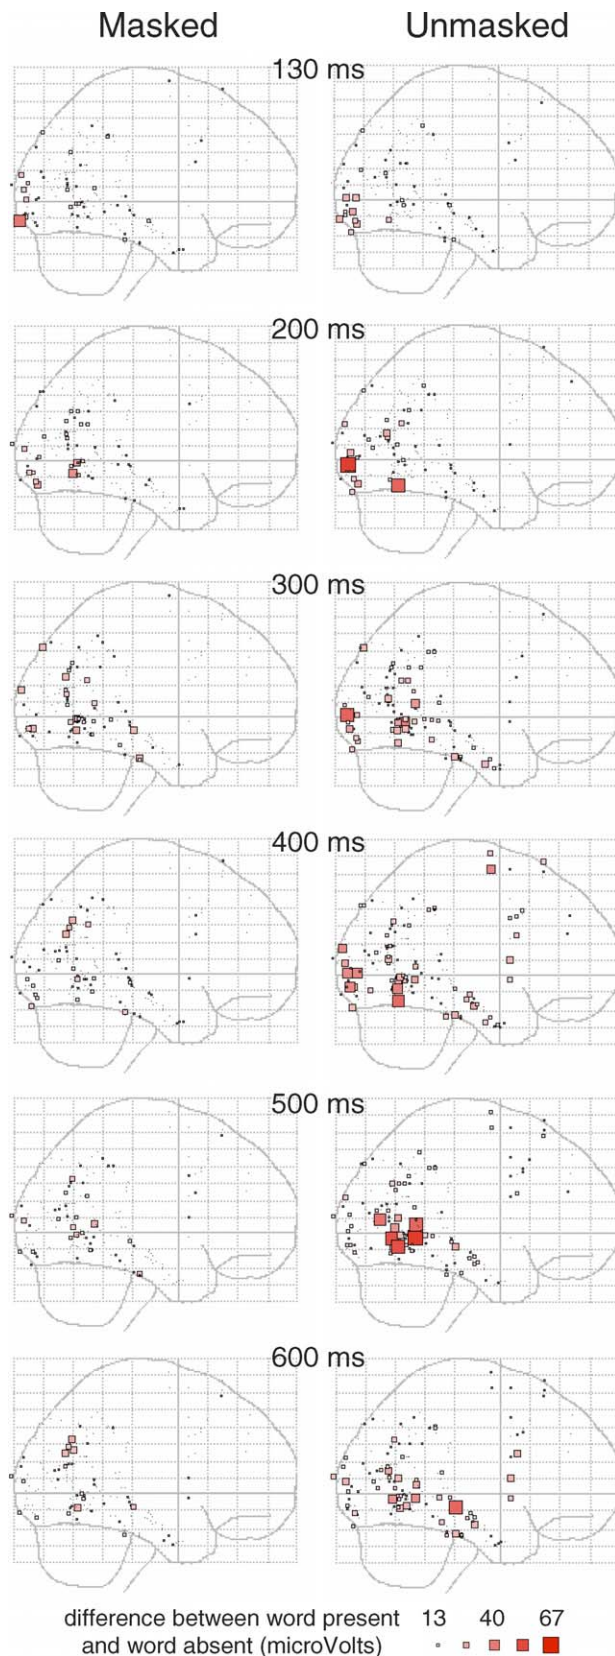 Masked Unmasked
130 ms
200 ms
300 ms
400 ms
500 ms
600 ms
difference between word present 13 40 67
and word absent (microVolts)